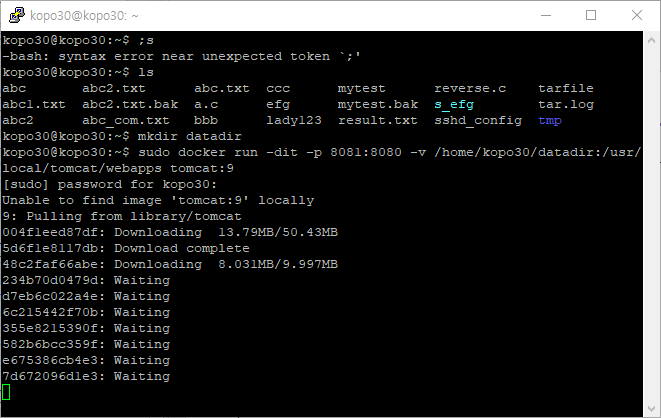 kopo30@kopo30: ~
kopo30@kopo30:~$ ;s
-bash: syntax error near unexpected token `;'
kopo30@kopo30:~$ ls
abc abc2.txt abc.txt ccc mytest reverse.c tarfile
abc1.txt abc2.txt.bak a.c efg mytest.bak s_efg tar.log
abc2 abc_com.txt bbb lady123 result.txt sshd_config tmp
kopo30@kopo30:~$ mkdir datadir
kopo30@kopo30:~$ sudo docker run -dit -p 8081:8080 -v /home/kopo30/datadir:/usr/
local/tomcat/webapps tomcat:9
[sudo] password for kopo30:
Unable to find image 'tomcat:9' locally
9: Pulling from library/tomcat
004f1eed87df: Downloading 13.79MB/50.43MB
5d6f1e8117db: Download complete
48c2faf66abe: Downloading 8.031MB/9.997MB
234b70d0479d: Waiting
d7eb6c022a4e: Waiting
6c215442f70b: Waiting
355e8215390f: Waiting
582b6bcc359f: Waiting
e675386cb4e3: Waiting
7d672096d1e3: Waiting